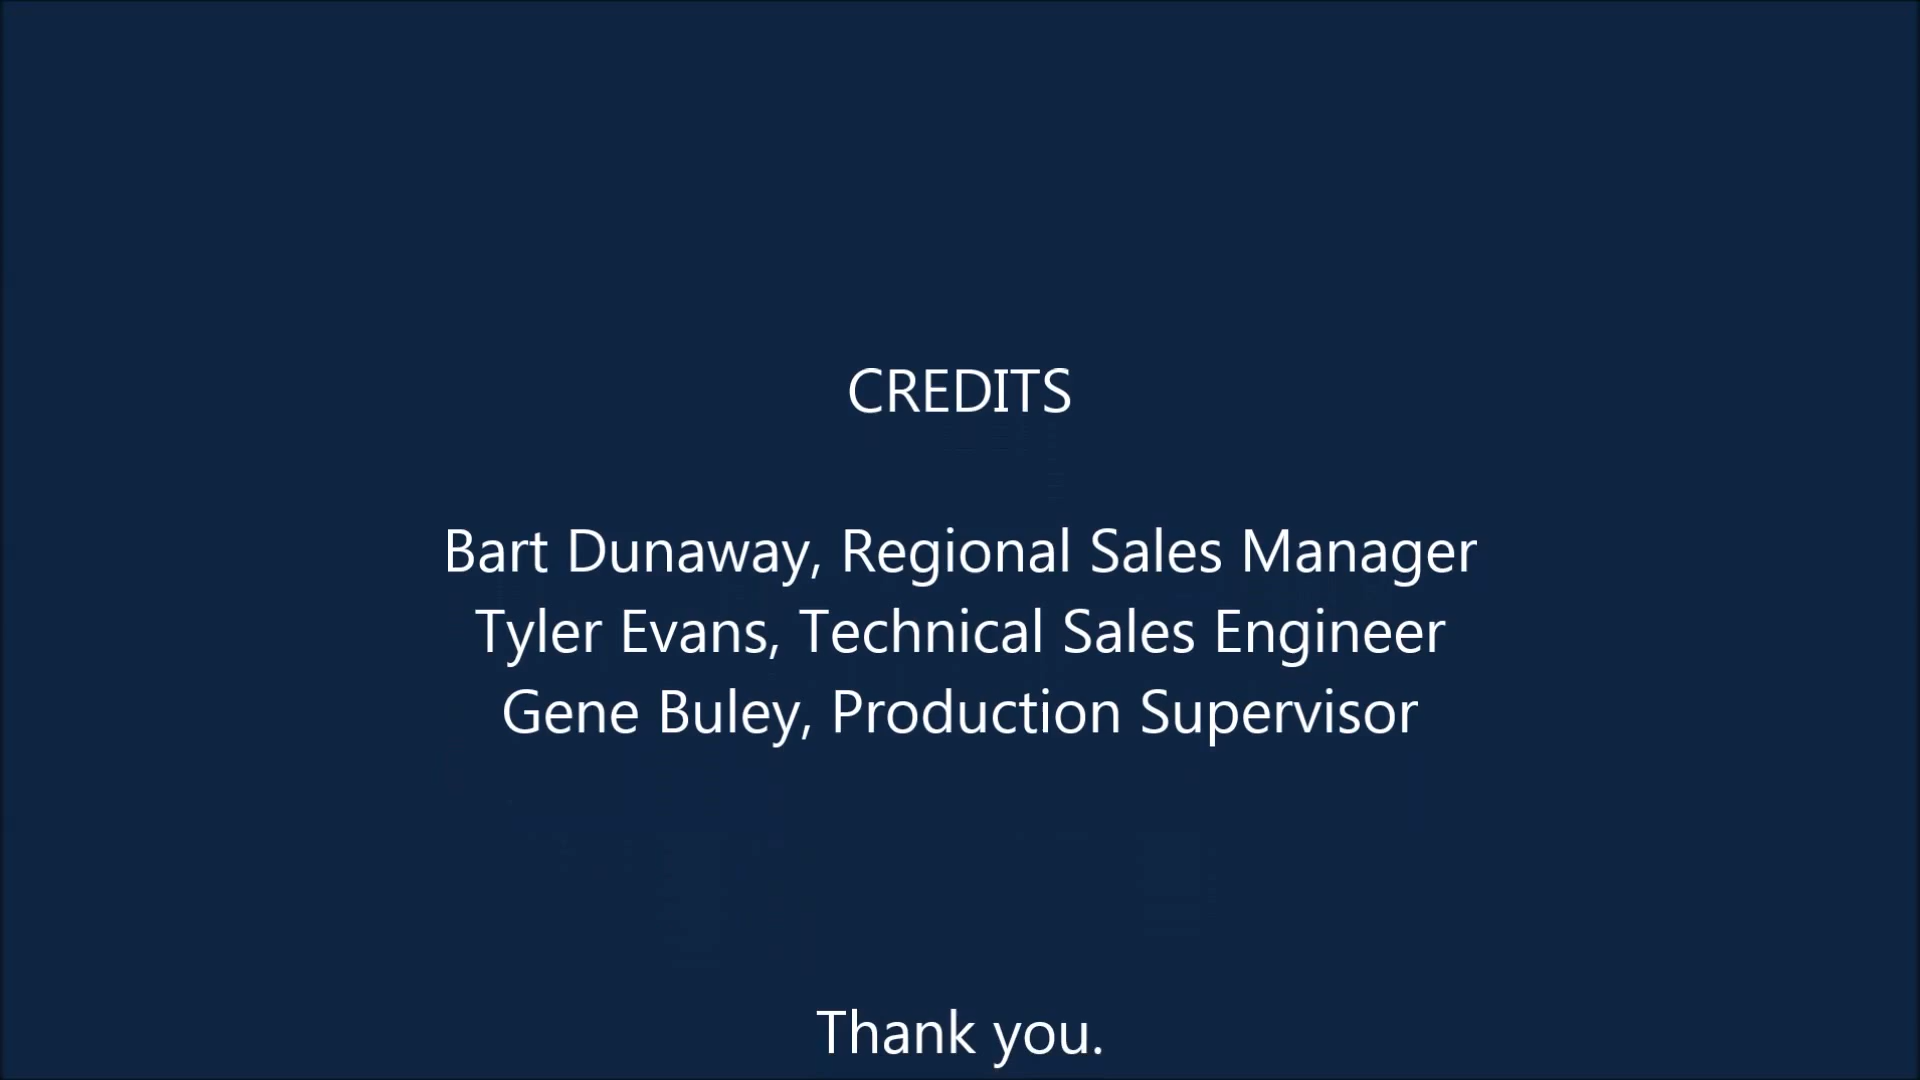 CREDITS
Bart Dunaway, Regional Sales Manager
Tyler Evans, Technical Sales Engineer
Gene Buley, Production Supervisor
Thank you.